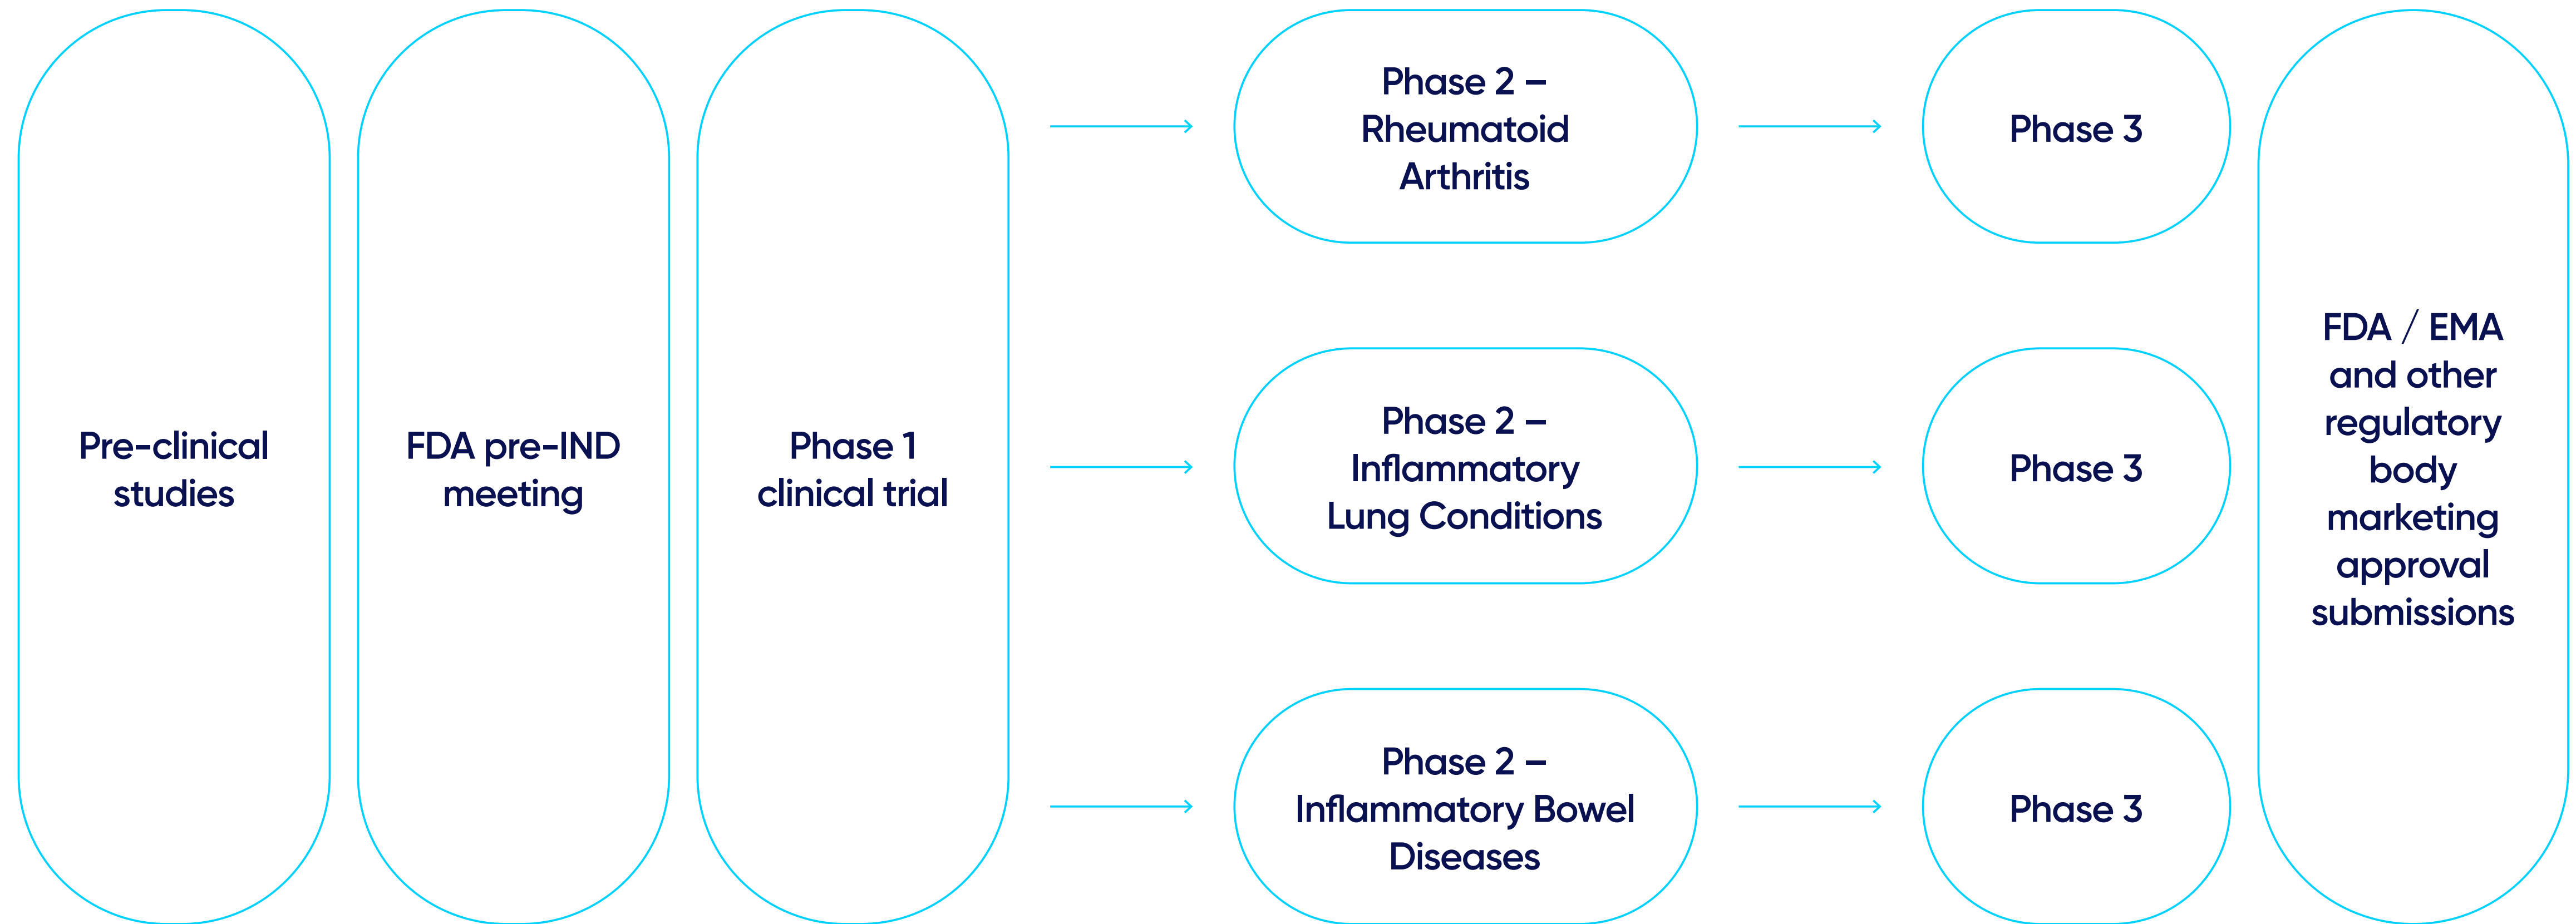 Pre-clinical
studies
FDA pre-IND
meeting
Phase 1
clinical trial
Phase 2 –
Rheumatoid
Arthritis
Phase 3
Phase 2 –
Inflammatory
Lung Conditions
Phase 3
Phase 2 –
Inflammatory Bowel
Diseases
Phase 3
FDA / EMA
and other
regulatory
body
marketing
approval
submissions